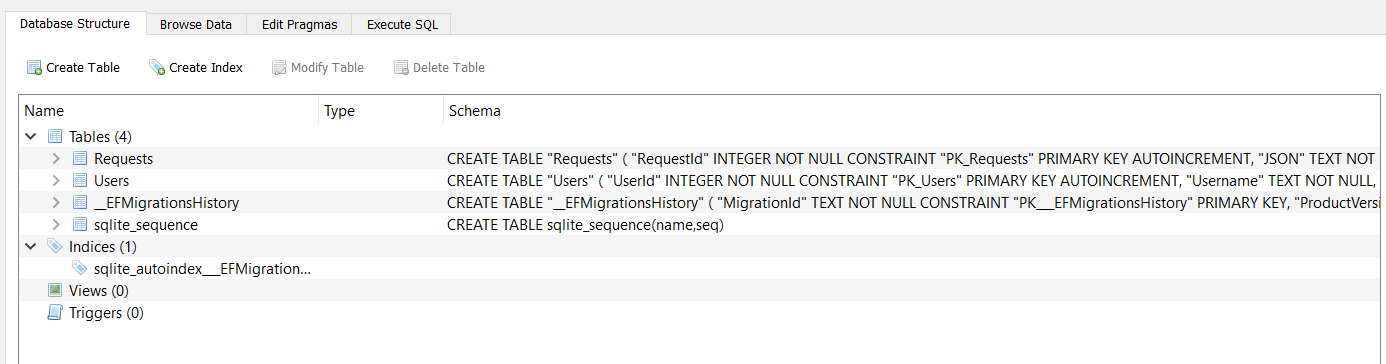 Database Structure Browse Data Edit Pragmas Execute SQL
Create Table Create Index Modify Table Delete Table
Name Type Schema
Tables (4)
Requests CREATE TABLE "Requests" ( "RequestId" INTEGER NOT NULL CONSTRAINT "PK_Requests" PRIMARY KEY AUTOINCREMENT, "JSON" TEXT NOT
Users CREATE TABLE "Users" ( "UserId" INTEGER NOT NULL CONSTRAINT "PK_Users" PRIMARY KEY AUTOINCREMENT, "Username" TEXT NOT NULL,
__EFMigrationsHistory CREATE TABLE "__EFMigrationsHistory" ( "MigrationId" TEXT NOT NULL CONSTRAINT "PK___EFMigrationsHistory" PRIMARY KEY, "ProductVersi
sqlite_sequence CREATE TABLE sqlite_sequence(name,seq)
Indices (1)
sqlite_autoindex___EFMigration...
Views (0)
Triggers (0)